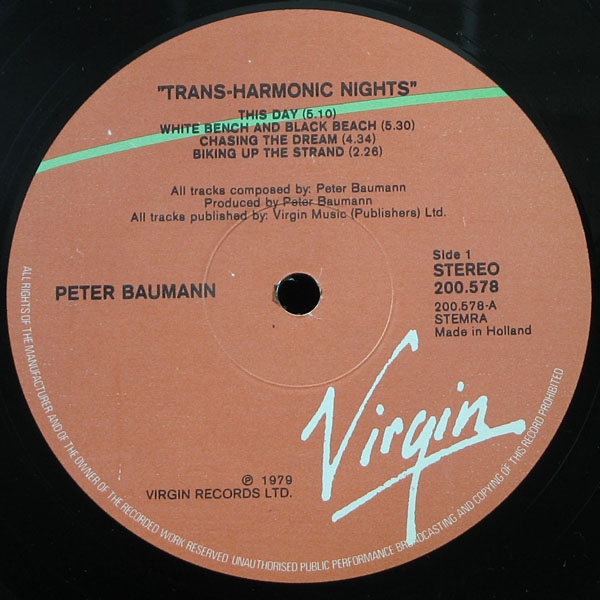 "TRANS-HARMONIC NIGHTS"
THIS DAY (5.10)
WHITE BENCH AND BLACK BEACH (5.30)
CHASING THE DREAM (4.34)
BIKING UP THE STRAND (2.26)
All tracks composed by: Peter Baumann
Produced by Peter Baumann
All tracks published by: Virgin Music (Publishers) Ltd.
PETER BAUMANN
Side 1
STEREO
200.578
200.578-A
STEMRA
Made in Holland
Virgin
℗ 1979
VIRGIN RECORDS LTD.
ALL RIGHTS OF THE MANUFACTURER AND OF THE OWNER OF THE RECORDED WORK RESERVED UNAUTHORISED PUBLIC PERFORMANCE BROADCASTING AND COPYING OF THIS RECORD PROHIBITED